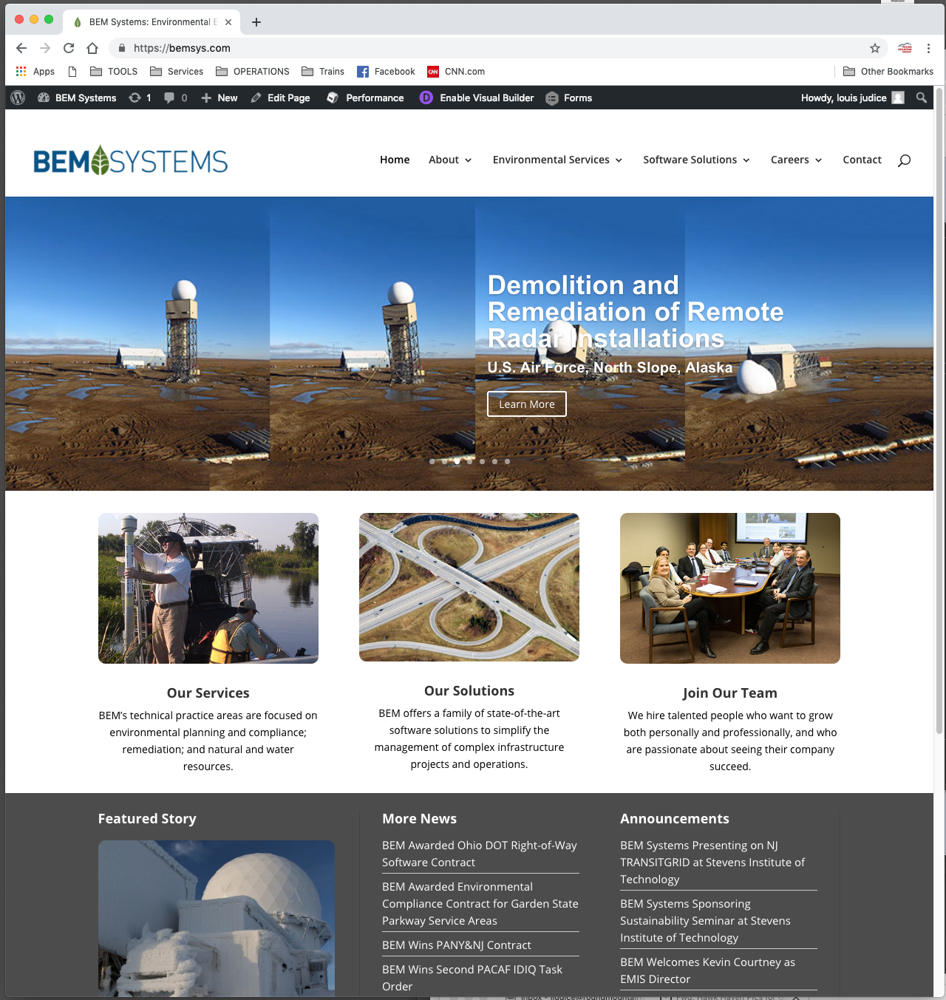 BEM Systems: Environmental E
https://bemsys.com
Apps TOOLS Services OPERATIONS Trains Facebook CNN CNN.com Other Bookmarks
BEM Systems 1 0 New Edit Page Performance D Enable Visual Builder Forms Howdy, louis judice
BEM SYSTEMS
Home About Environmental Services Software Solutions Careers Contact
Demolition and
Remediation of Remote
Radar Installations
U.S. Air Force, North Slope, Alaska
Learn More
Our Services
BEM’s technical practice areas are focused on
environmental planning and compliance;
remediation; and natural and water
resources.
Our Solutions
BEM offers a family of state-of-the-art
software solutions to simplify the
management of complex infrastructure
projects and operations.
Join Our Team
We hire talented people who want to grow
both personally and professionally, and who
are passionate about seeing their company
succeed.
Featured Story
More News
BEM Awarded Ohio DOT Right-of-Way
Software Contract
BEM Awarded Environmental
Compliance Contract for Garden State
Parkway Service Areas
BEM Wins PANY&NJ Contract
BEM Wins Second PACAF IDIQ Task
Order
Announcements
BEM Systems Presenting on NJ
TRANSITGRID at Stevens Institute of
Technology
BEM Systems Sponsoring
Sustainability Seminar at Stevens
Institute of Technology
BEM Welcomes Kevin Courtney as
EMIS Director